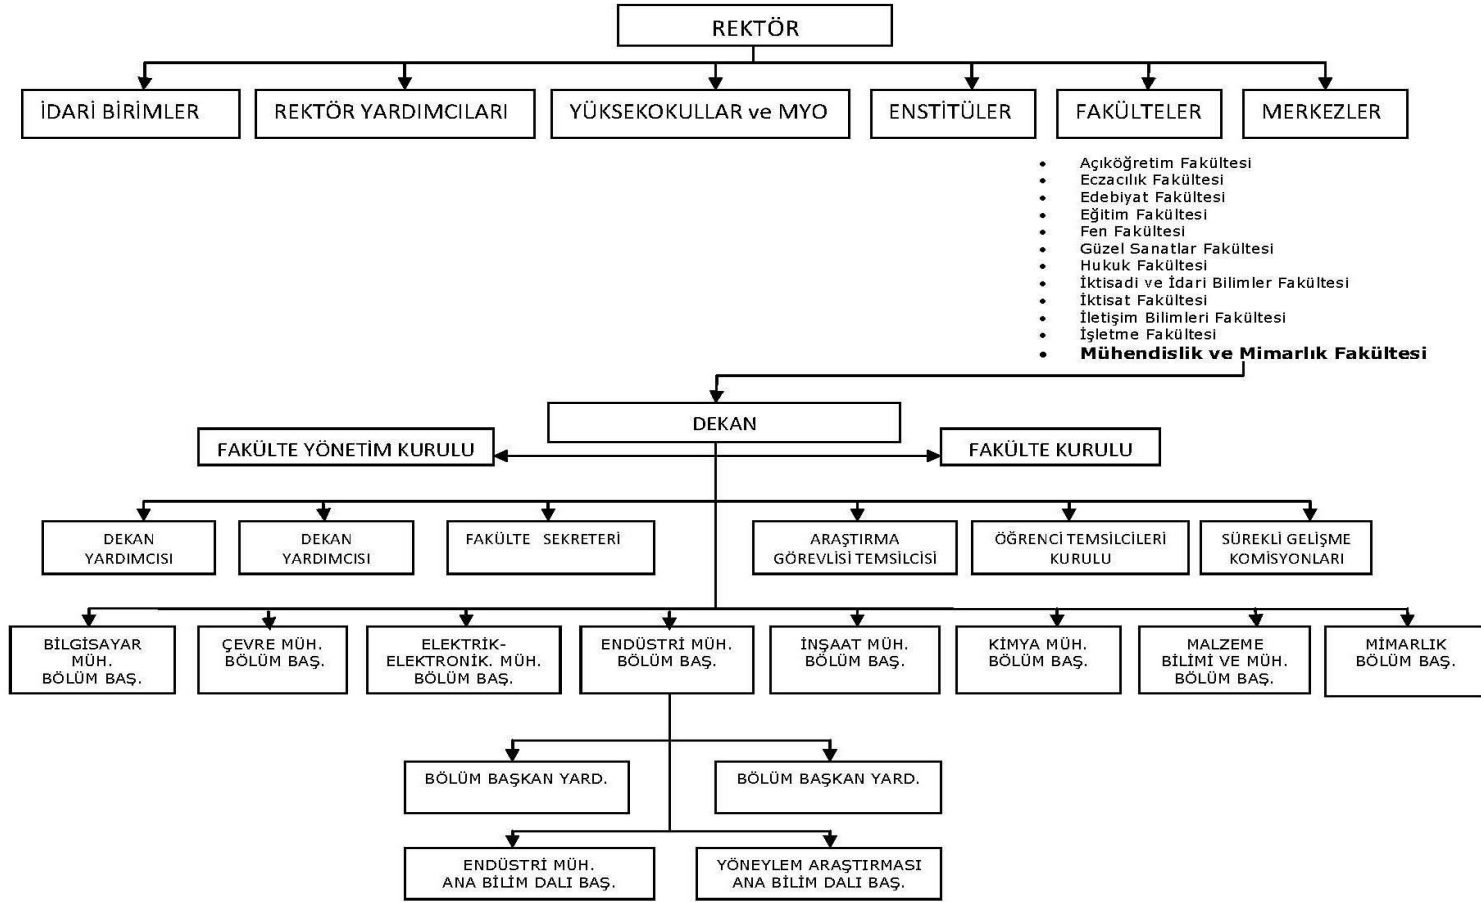 REKTÖR
İDARİ BİRİMLER
REKTÖR YARDIMCILARI
YÜKSEKOKULLAR ve MYO
ENSTİTÜLER
FAKÜLTELER
MERKEZLER
• Açıköğretim Fakültesi
• Eczacılık Fakültesi
• Edebiyat Fakültesi
• Eğitim Fakültesi
• Fen Fakültesi
• Güzel Sanatlar Fakültesi
• Hukuk Fakültesi
• İktisadi ve İdari Bilimler Fakültesi
• İktisat Fakültesi
• İletişim Bilimleri Fakültesi
• İşletme Fakültesi
• Mühendislik ve Mimarlık Fakültesi
DEKAN
FAKÜLTE YÖNETİM KURULU
FAKÜLTE KURULU
DEKAN
YARDIMCISI
DEKAN
YARDIMCISI
FAKÜLTE SEKRETERİ
ARAŞTIRMA
GÖREVLİSİ TEMSİLCİSİ
ÖĞRENCİ TEMSİLCİLERİ
KURULU
SÜREKLİ GELİŞME
KOMİSYONLARI
BİLGİSAYAR
MÜH.
BÖLÜM BAŞ.
ÇEVRE MÜH.
BÖLÜM BAŞ.
ELEKTRİK-
ELEKTRONİK. MÜH.
BÖLÜM BAŞ.
ENDÜSTRİ MÜH.
BÖLÜM BAŞ.
İNŞAAT MÜH.
BÖLÜM BAŞ.
KİMYA MÜH.
BÖLÜM BAŞ.
MALZEME
BİLİMİ VE MÜH.
BÖLÜM BAŞ.
MİMARLIK
BÖLÜM BAŞ.
BÖLÜM BAŞKAN YARD.
BÖLÜM BAŞKAN YARD.
ENDÜSTRİ MÜH.
ANA BİLİM DALI BAŞ.
YÖNEYLEM ARAŞTIRMASI
ANA BİLİM DALI BAŞ.